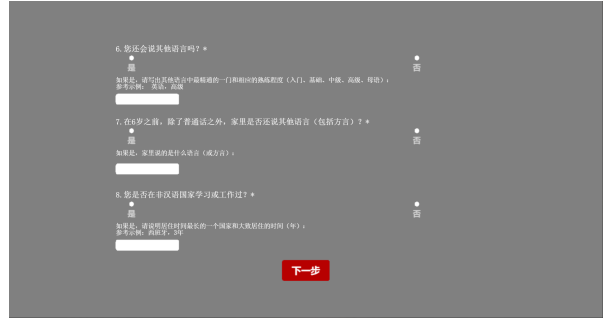 6. 您还会说其他语言吗? *
是 否
如果是，请写出其他语言中最精通的一门和相应的熟练程度（入门、基础、中级、高级、母语）：
参考示例： 英语，高级
7. 在6岁之前，除了普通话之外，家里是否还说其他语言（包括方言）? *
是 否
如果是，家里说的是什么语言（或方言）：
8. 您是否在非汉语国家学习或工作过? *
是 否
如果是，请说明居住时间最长的一个国家和大致居住的时间（年）：
参考示例：西班牙，3年
下一步